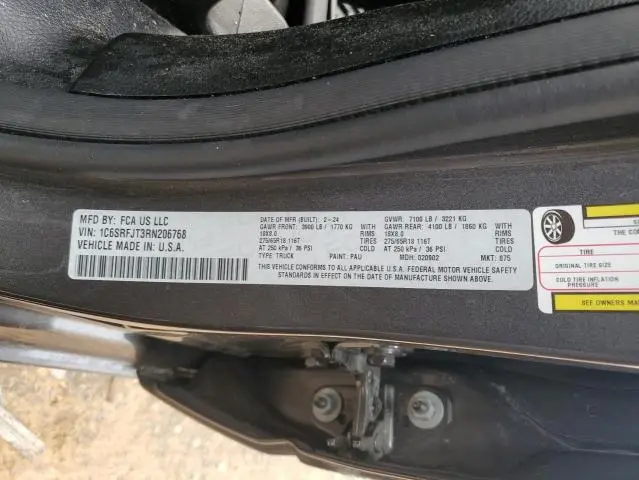 MFD BY: FCA US LLC
VIN: 1C6SRFJT3RN206768
VEHICLE MADE IN: U.S.A.
DATE OF MFR (BUILT): 2-24
GAWR FRONT: 3900 LB / 1770 KG WITH
18X8.0 RIMS
275/65R18 116T
AT 250 kPa / 36 PSI COLD
TYPE: TRUCK PAINT: PAU
GVWR: 7100 LB / 3221 KG
GAWR REAR: 4100 LB / 1860 KG WITH
18X8.0 RIMS
275/65R18 116T
AT 250 kPa / 36 PSI COLD
MDH: 020902 MKT: 875
THIS VEHICLE CONFORMS TO ALL APPLICABLE U.S.A. FEDERAL MOTOR VEHICLE SAFETY
STANDARDS IN EFFECT ON THE DATE OF MANUFACTURE SHOWN ABOVE.
THE
TIRE
ORIGINAL TIRE SIZE
COLD TIRE INFLATION
PRESSURE
SEE OWNERS